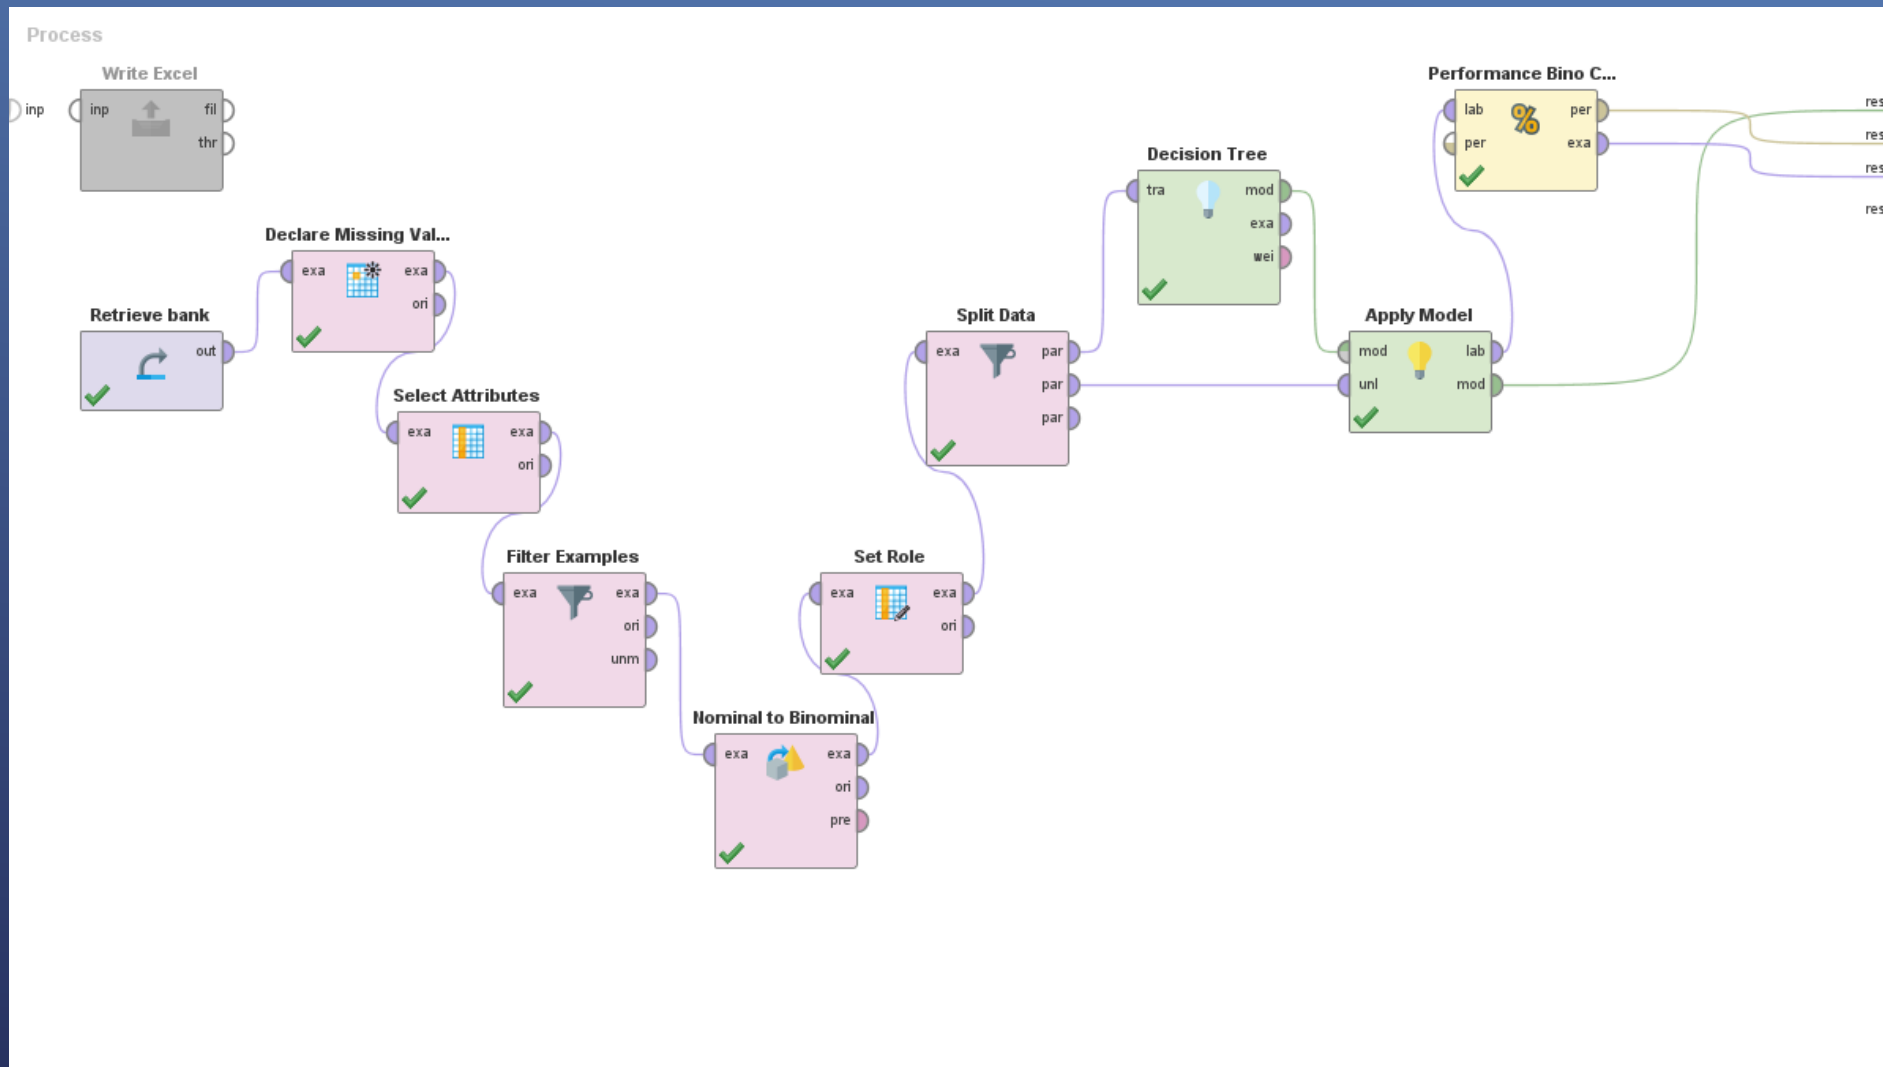 Process
Write Excel
inp
inp
fil
thr
Declare Missing Val...
exa
exa
ori
Retrieve bank
out
Select Attributes
exa
exa
ori
Filter Examples
exa
exa
ori
unm
Nominal to Binominal
exa
exa
ori
pre
Set Role
exa
exa
ori
Split Data
exa
par
par
par
Decision Tree
tra
mod
exa
wei
Apply Model
mod
lab
unl
mod
Performance Bino C...
lab
per
per
exa
res
res
res
res